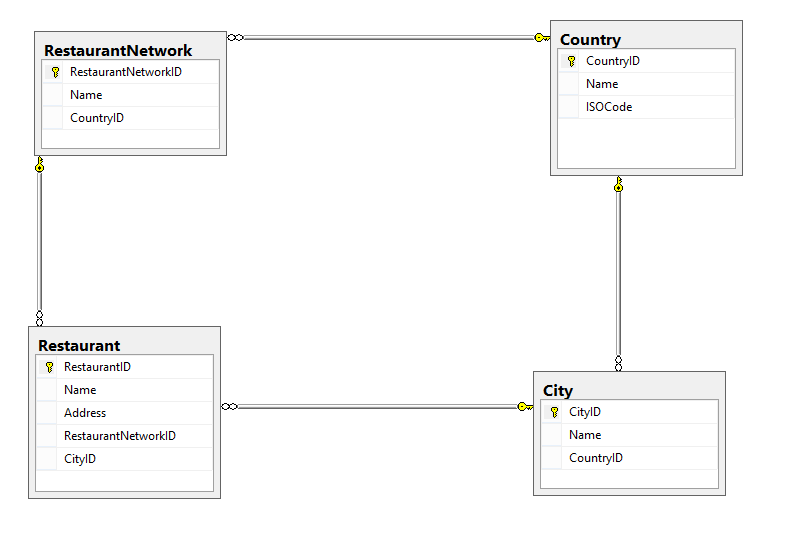 RestaurantNetwork
RestaurantNetworkID
Name
CountryID
Country
CountryID
Name
ISOCode
Restaurant
RestaurantID
Name
Address
RestaurantNetworkID
CityID
City
CityID
Name
CountryID